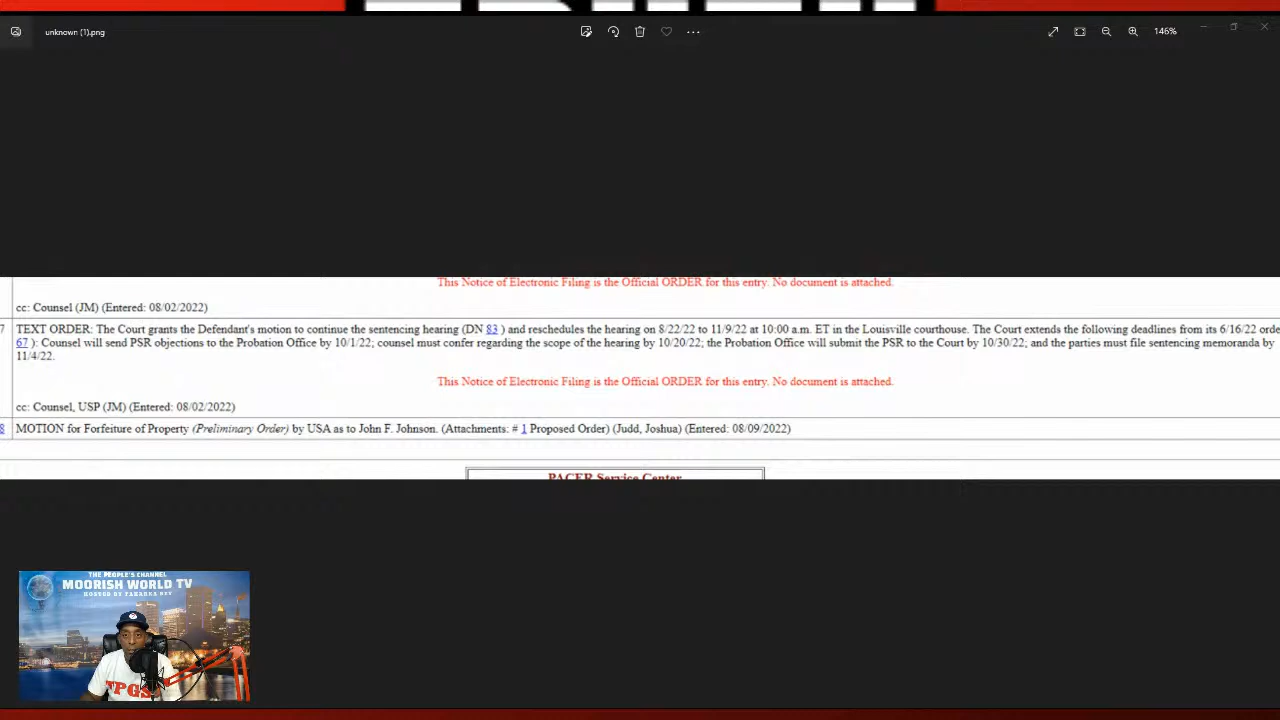 unknown (1).png
146%
This Notice of Electronic Filing is the Official ORDER for this entry. No document is attached.
cc: Counsel (JM) (Entered: 08/02/2022)
7 TEXT ORDER: The Court grants the Defendant's motion to continue the sentencing hearing (DN 83 ) and reschedules the hearing on 8/22/22 to 11/9/22 at 10:00 a.m. ET in the Louisville courthouse. The Court extends the following deadlines from its 6/16/22 orde
67 ): Counsel will send PSR objections to the Probation Office by 10/1/22; counsel must confer regarding the scope of the hearing by 10/20/22; the Probation Office will submit the PSR to the Court by 10/30/22; and the parties must file sentencing memoranda by
11/4/22.
This Notice of Electronic Filing is the Official ORDER for this entry. No document is attached.
cc: Counsel, USP (JM) (Entered: 08/02/2022)
8 MOTION for Forfeiture of Property (Preliminary Order) by USA as to John F. Johnson. (Attachments: # 1 Proposed Order) (Judd, Joshua) (Entered: 08/09/2022)
PACER Service Center
THE PEOPLE'S CHANNEL
MOORISH WORLD TV